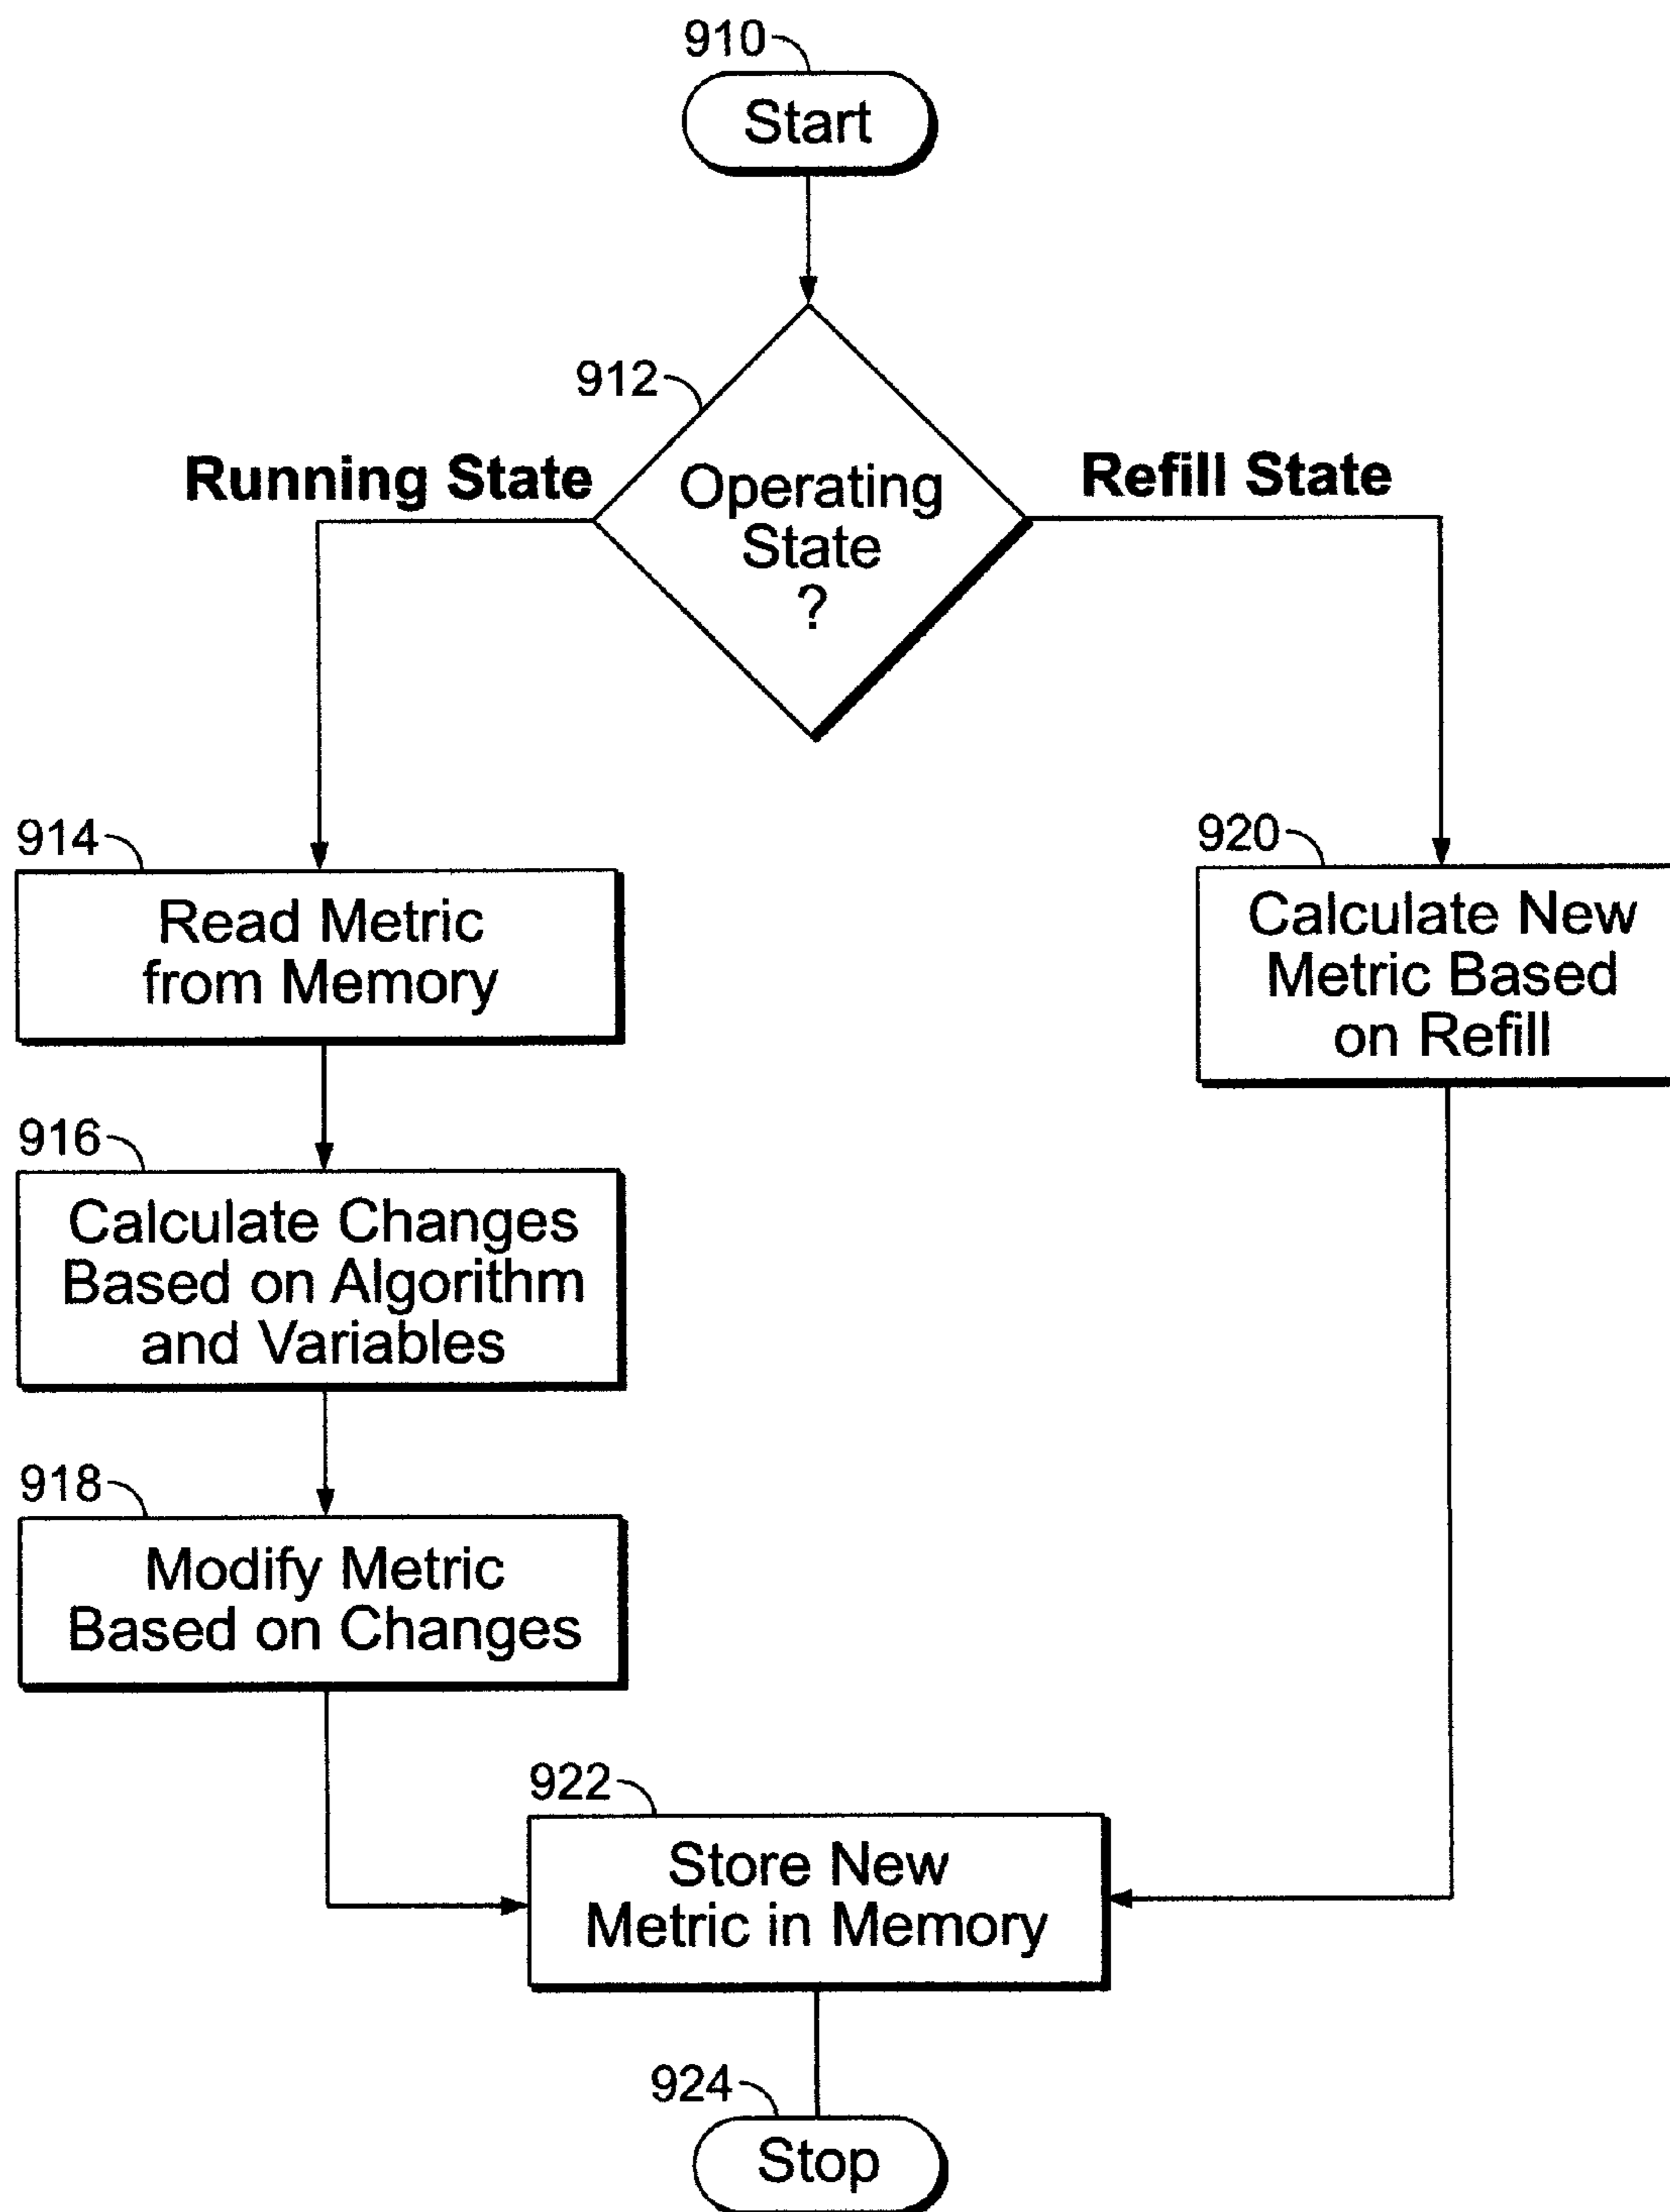 910
Start
912
Running State
Operating
State
?
Refill State
914
Read Metric
from Memory
920
Calculate New
Metric Based
on Refill
916
Calculate Changes
Based on Algorithm
and Variables
918
Modify Metric
Based on Changes
922
Store New
Metric in Memory
924
Stop